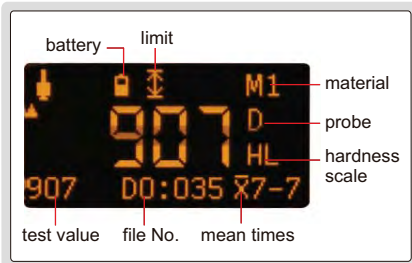 battery limit
M1 material
907 D probe
HL hardness scale
907 D0:035 X̄7-7
test value file No. mean times